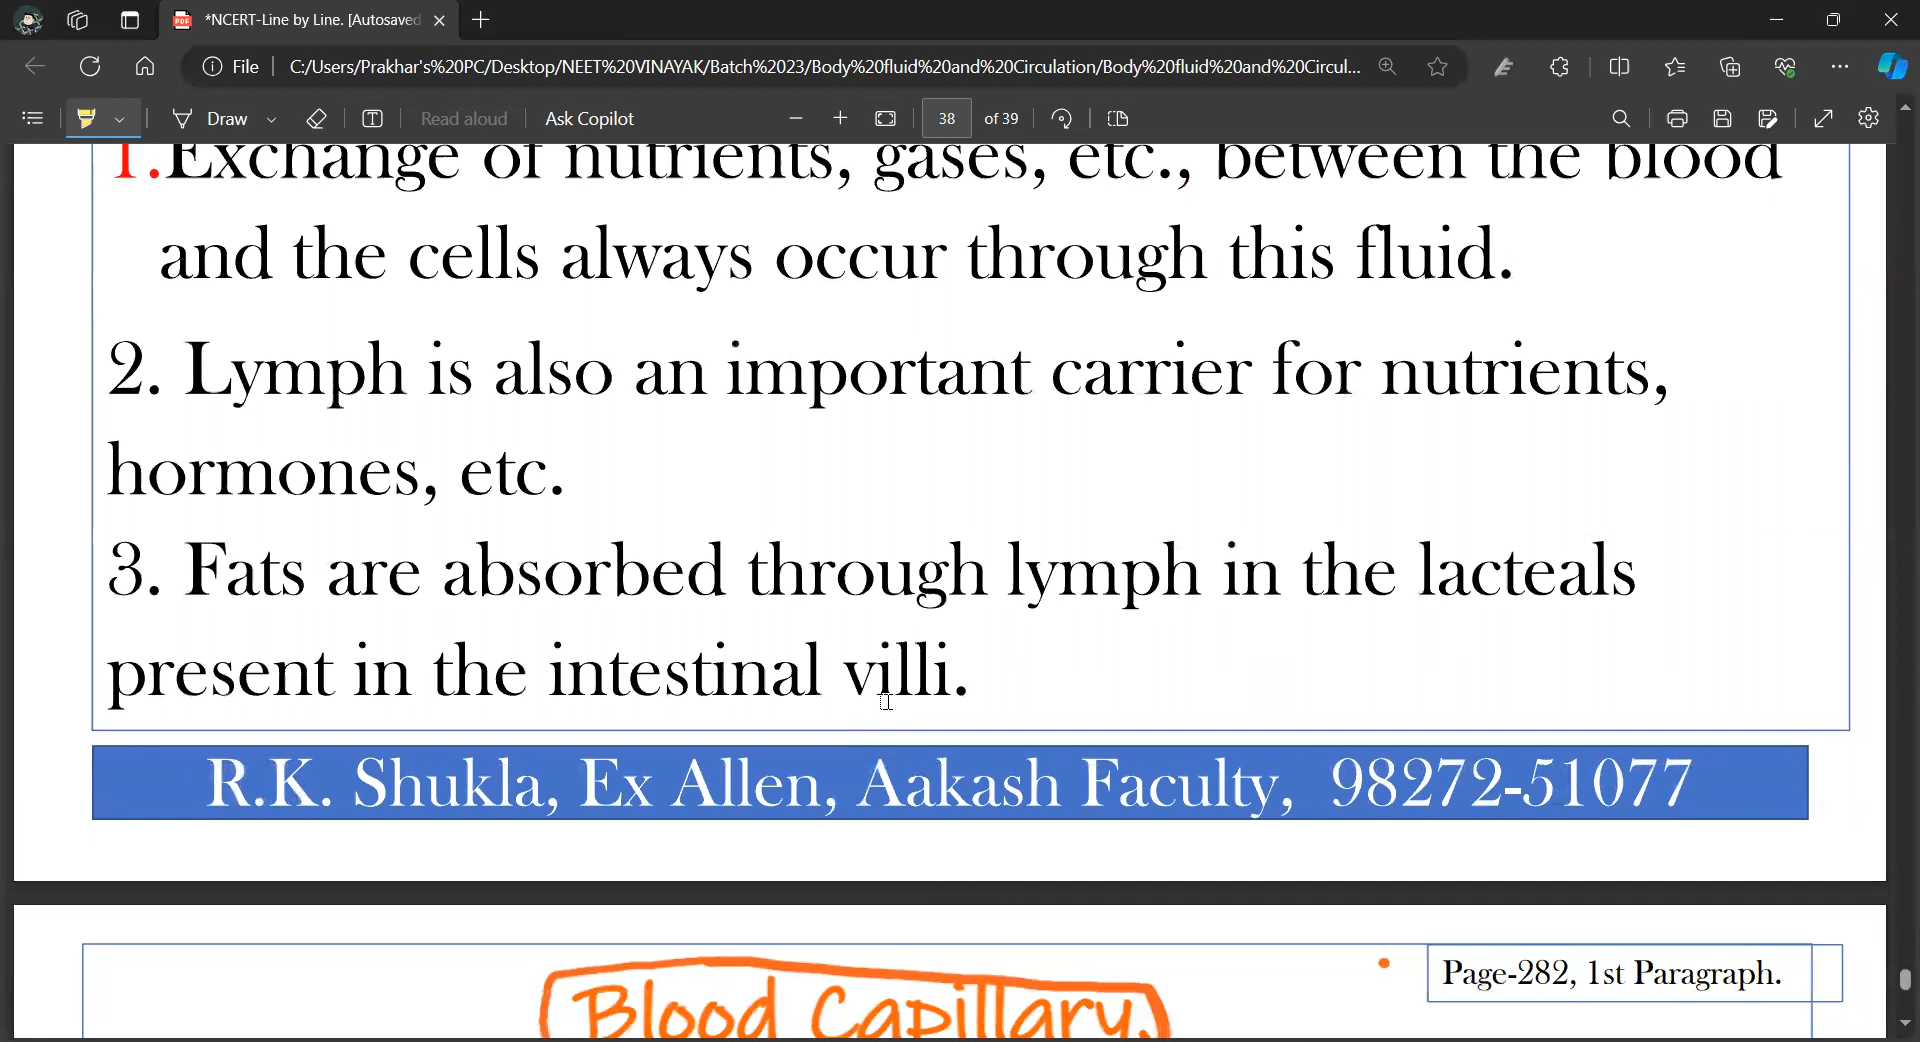 *NCERT-Line by Line. [Autosaved
File
C:/Users/Prakhar's%20PC/Desktop/NEET%20VINAYAK/Batch%2023/Body%20fluid%20and%20Circulation/Body%20fluid%20and%20Circul...
Draw
Read aloud
Ask Copilot
38 of 39
1.Exchange of nutrients, gases, etc., between the blood
and the cells always occur through this fluid.
2. Lymph is also an important carrier for nutrients,
hormones, etc.
3. Fats are absorbed through lymph in the lacteals
present in the intestinal villi.
R.K. Shukla, Ex Allen, Aakash Faculty, 98272-51077
Page-282, 1st Paragraph.
Blood Capillary.